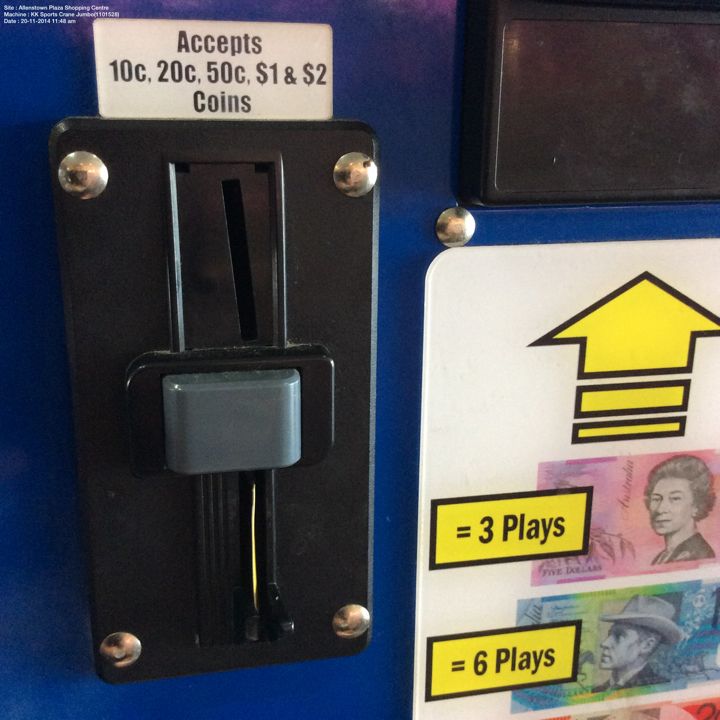 Site : Allenstown Plaza Shopping Centre
Machine : KK Sports Crane Jumbo(1101528)
Date : 20-11-2014 11:48 am
Accepts
10c, 20c, 50c, $1 & $2
Coins
Australia
= 3 Plays
FIVE DOLLARS
= 6 Plays